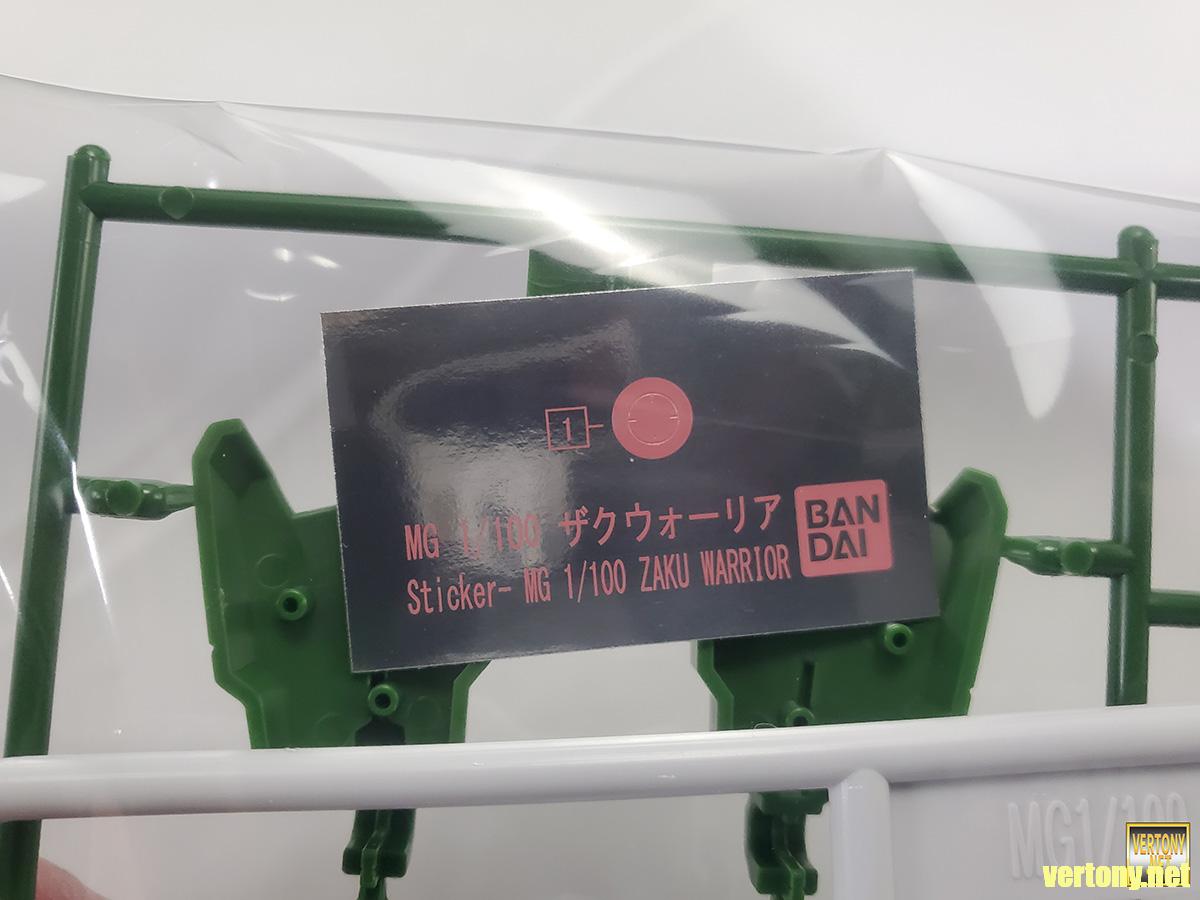 1
MG 1/100 ザクウォーリア
Sticker- MG 1/100 ZAKU WARRIOR
BAN
DAI
MG1/100
VERTONY
.NET
vertony.net